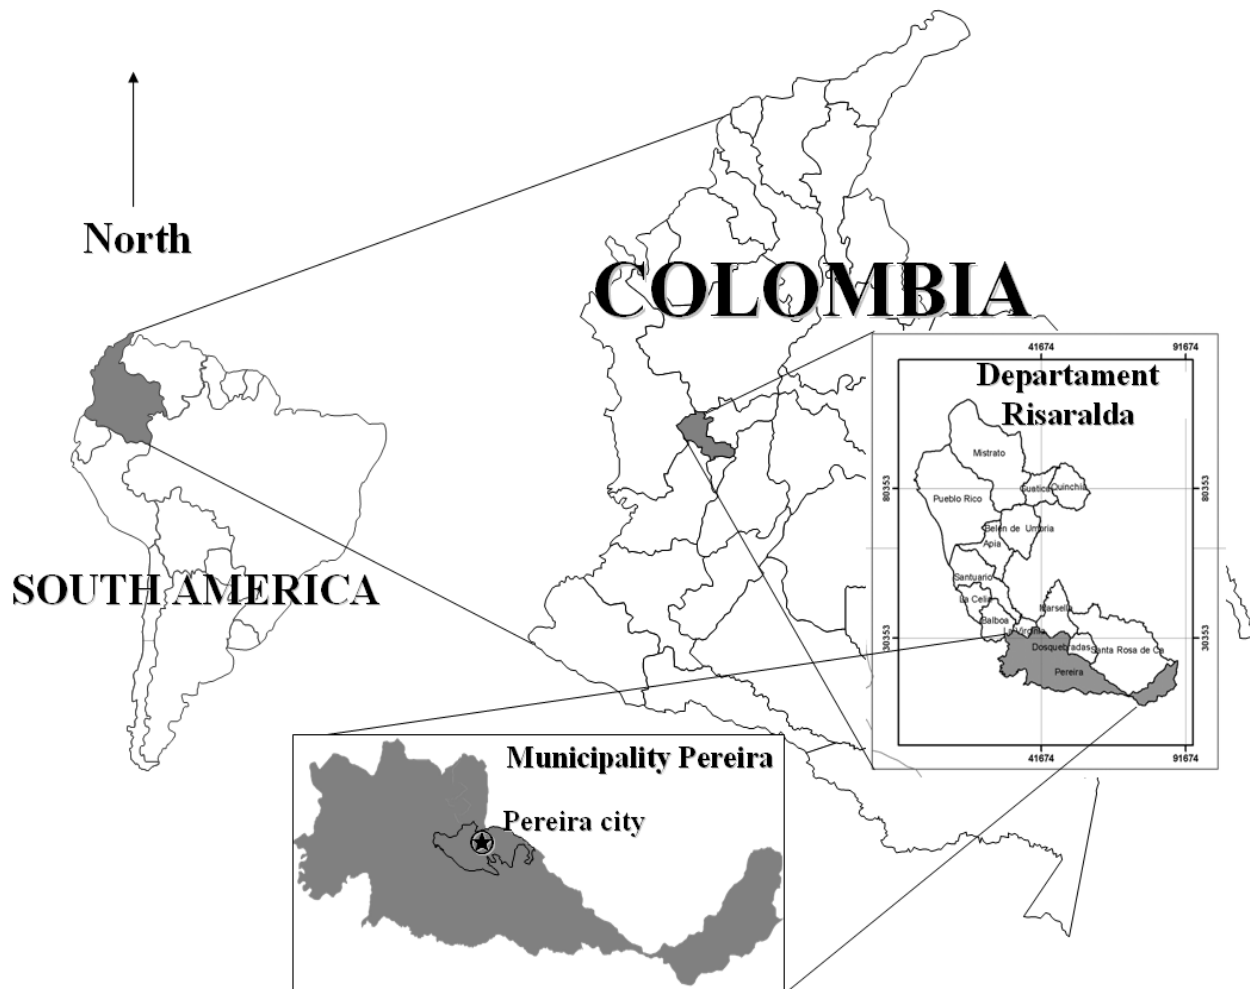 North
COLOMBIA
SOUTH AMERICA
41674
91674
Departament
Risaralda
Mistrato
Guatica
Quinchia
Pueblo Rico
80353
80353
Belen de Umbria
Apia
Santuario
La Celia
Marsella
Balboa
La Virginia
30353
30353
Dosquebradas
Santa Rosa de Ca
Pereira
41674
91674
Municipality Pereira
Pereira city